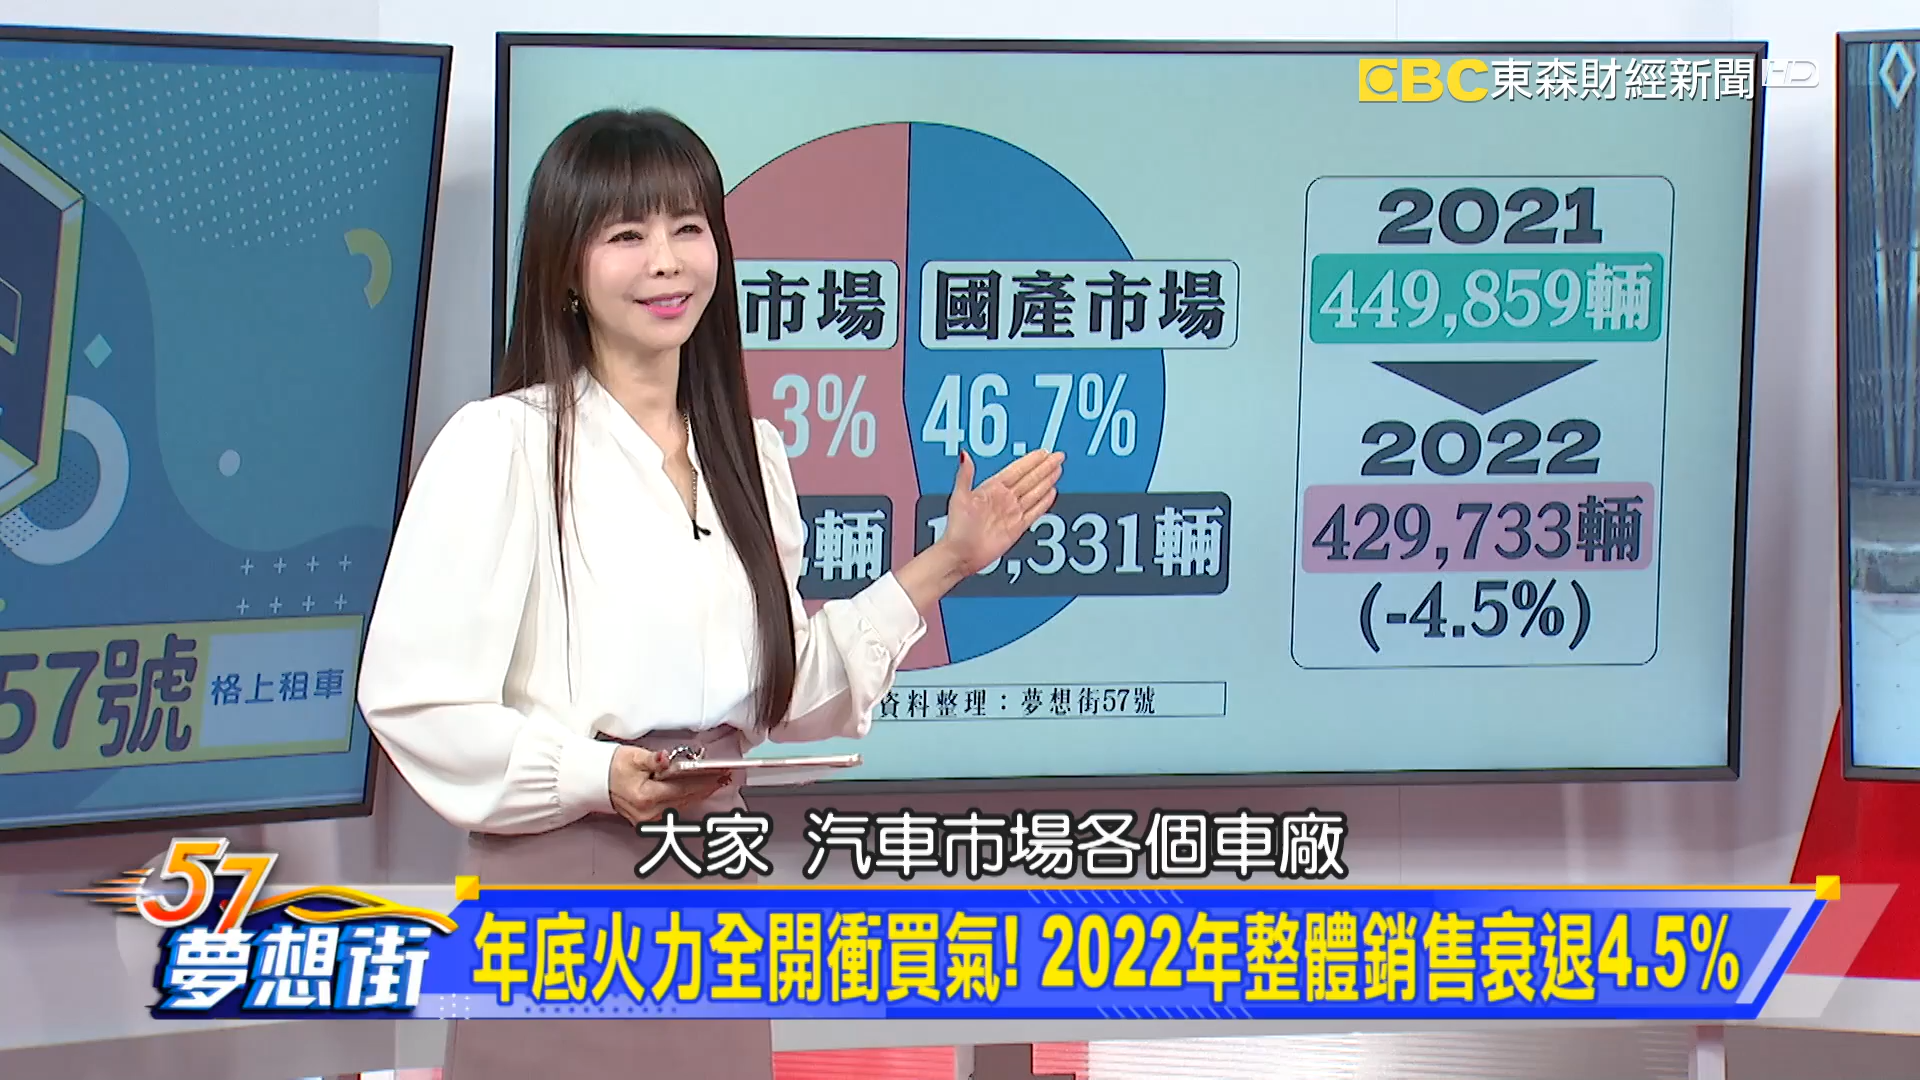 EBC 東森財經新聞 HD
市場
國產市場
3%
46.7%
輛
,331輛
資料整理：夢想街57號
2021
449,859輛
2022
429,733輛
(-4.5%)
57號
格上租車
大家 汽車市場各個車廠
57
夢想街
年底火力全開衝買氣! 2022年整體銷售衰退4.5%